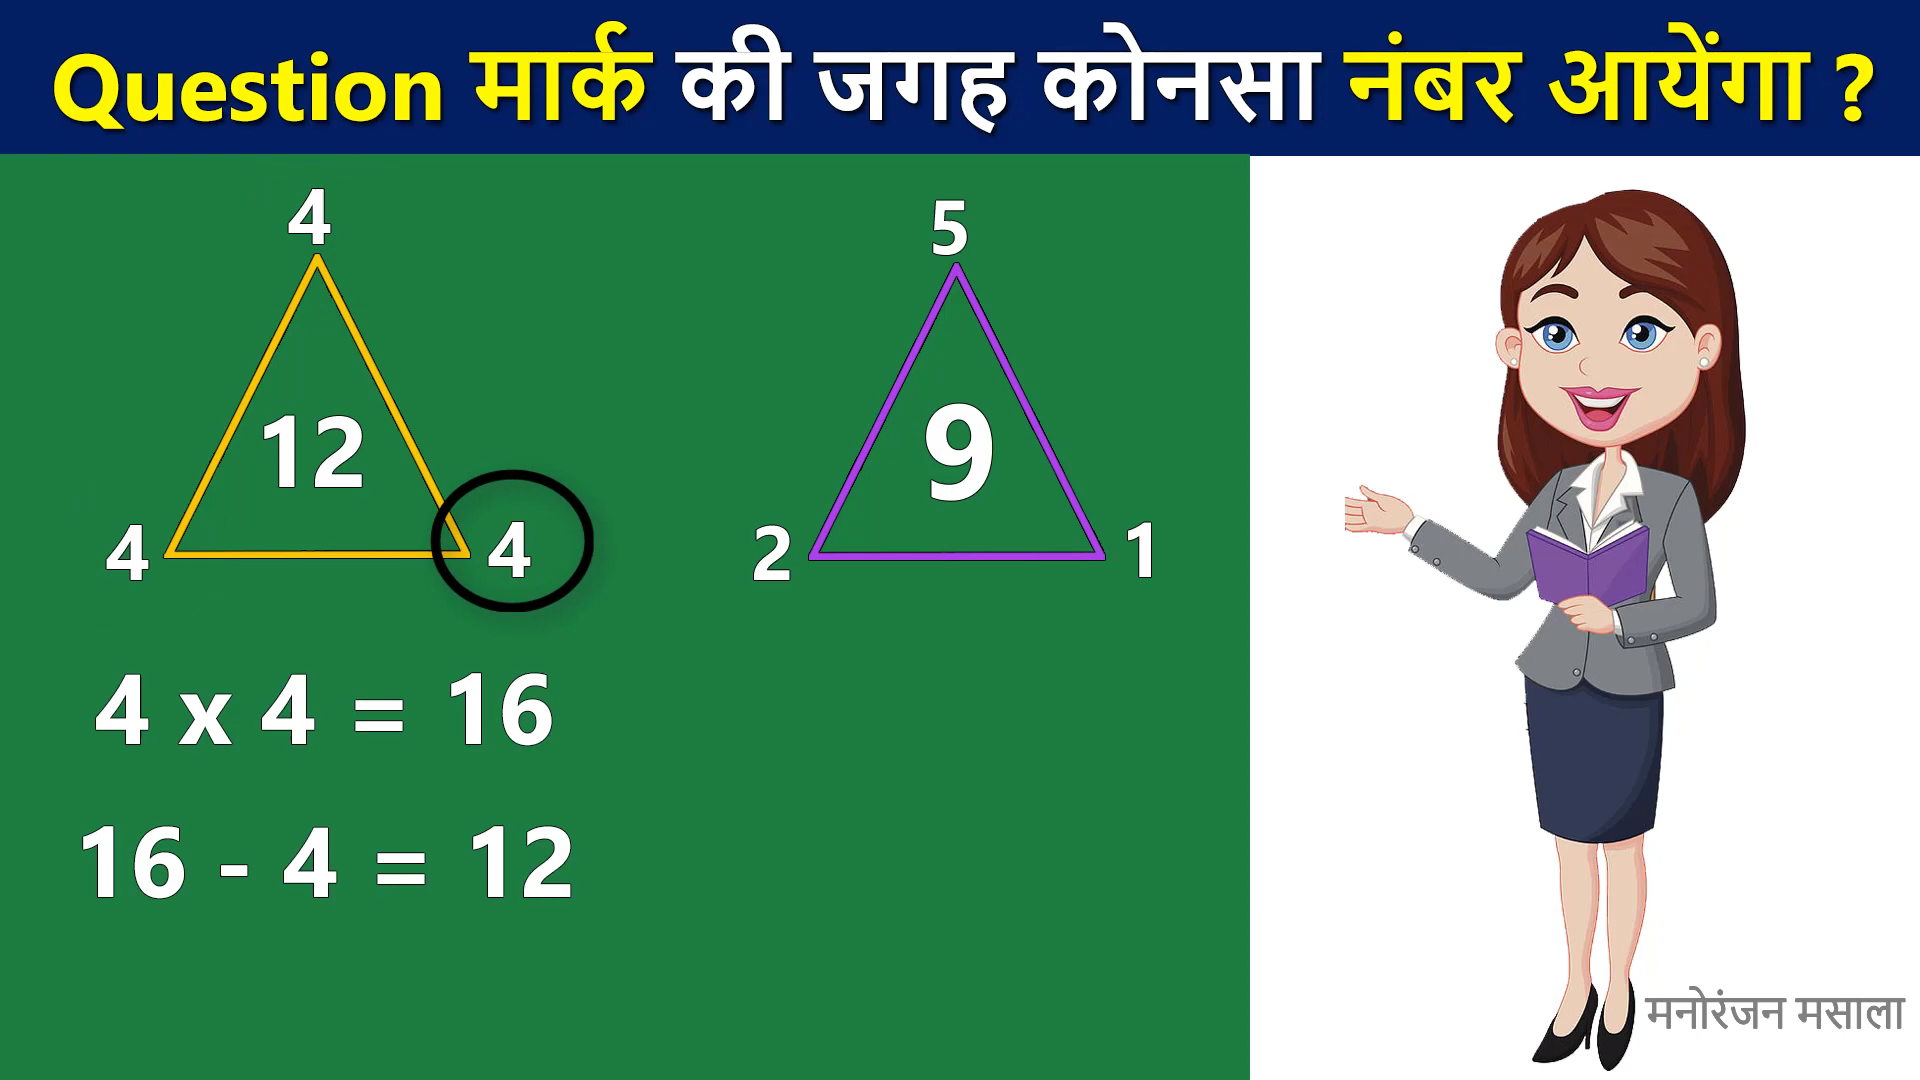 Question मार्क की जगह कोनसा नंबर आयेंगा ?
4
12
4 4
4 x 4 = 16
16 - 4 = 12
5
9
2 1
मनोरंजन मसाला